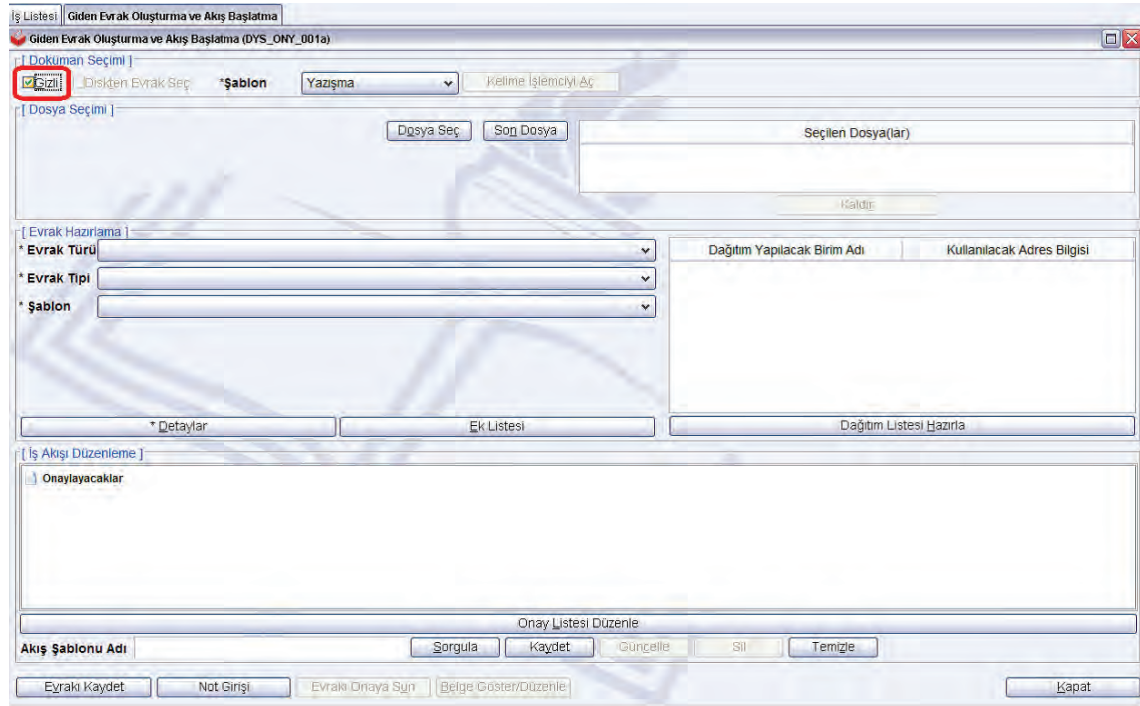 İş Listesi Giden Evrak Oluşturma ve Akış Başlatma
Giden Evrak Oluşturma ve Akış Başlatma (DYS_ONY_001a)
[ Doküman Seçimi ]
Gizli Diskten Evrak Seç *Şablon Yazışma Kelime İşlemciyi Aç
[ Dosya Seçimi ]
Dosya Seç Son Dosya Seçilen Dosya(lar)
Kaldır
[ Evrak Hazırlama ]
* Evrak Türü Dağıtım Yapılacak Birim Adı Kullanılacak Adres Bilgisi
* Evrak Tipi
* Şablon
* Detaylar Ek Listesi Dağıtım Listesi Hazırla
[ İş Akışı Düzenleme ]
Onaylayacaklar
Onay Listesi Düzenle
Akış Şablonu Adı Sorgula Kaydet Güncelle Sil Temizle
Evrakı Kaydet Not Girişi Evrakı Onaya Sun Belge Göster/Düzenle Kapat